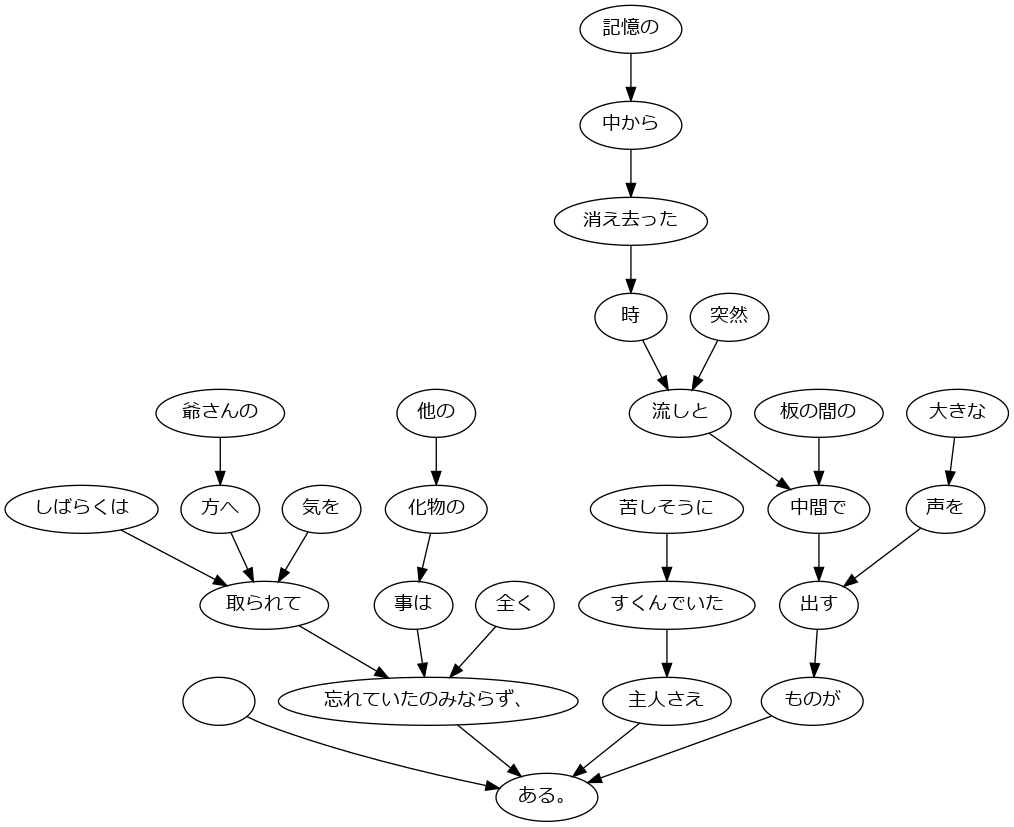 記憶の
中から
消え去った
時
突然
爺さんの
他の
流しと
板の間の
大きな
しばらくは
方へ
気を
化物の
苦しそうに
中間で
声を
取られて
事は
全く
すくんでいた
出す
忘れていたのみならず、
主人さえ
ものが
ある。